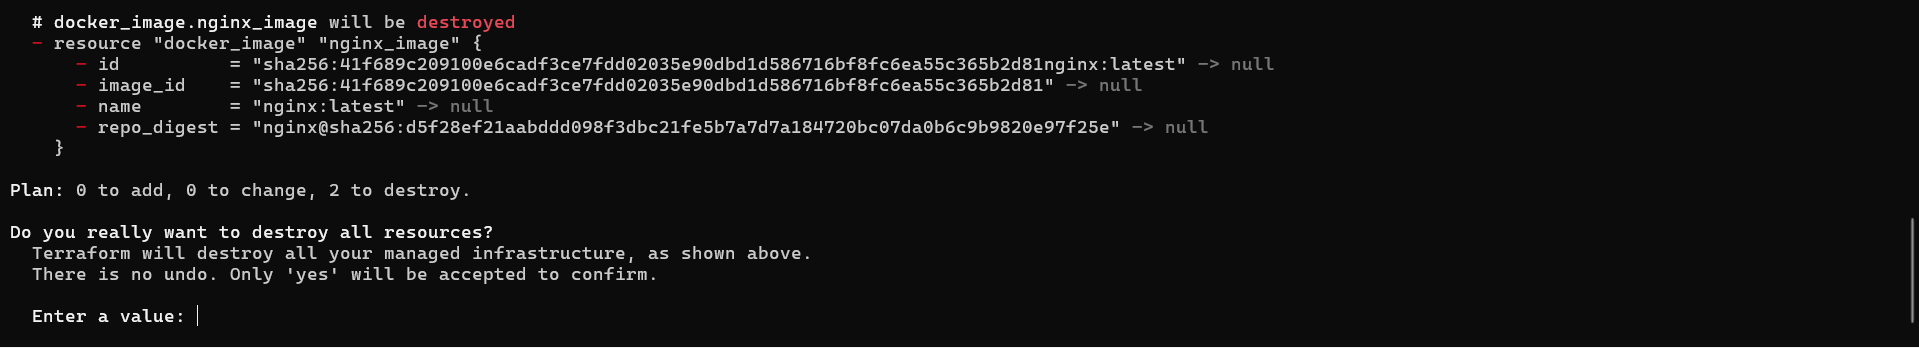 # docker_image.nginx_image will be destroyed
- resource "docker_image" "nginx_image" {
- id = "sha256:41f689c209100e6cadf3ce7fdd02035e90dbd1d586716bf8fc6ea55c365b2d81nginx:latest" -> null
- image_id = "sha256:41f689c209100e6cadf3ce7fdd02035e90dbd1d586716bf8fc6ea55c365b2d81" -> null
- name = "nginx:latest" -> null
- repo_digest = "nginx@sha256:d5f28ef21aabddd098f3dbc21fe5b7a7d7a184720bc07da0b6c9b9820e97f25e" -> null
}
Plan: 0 to add, 0 to change, 2 to destroy.
Do you really want to destroy all resources?
Terraform will destroy all your managed infrastructure, as shown above.
There is no undo. Only 'yes' will be accepted to confirm.
Enter a value: